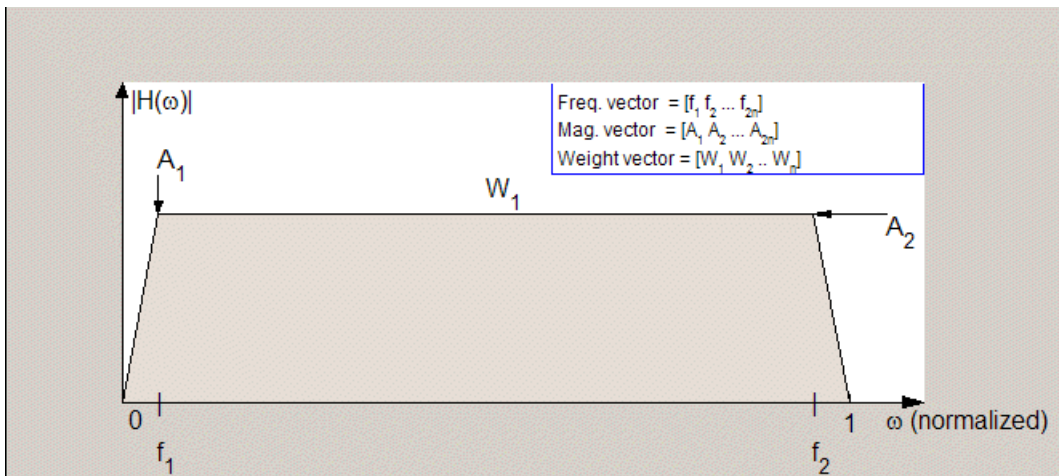 |H(ω)|
Freq. vector = [f₁ f₂ ... f₂ₙ]
Mag. vector = [A₁ A₂ ... A₂ₙ]
Weight vector = [W₁ W₂ .. Wₙ]
A₁
W₁
A₂
0
1
ω (normalized)
f₁
f₂